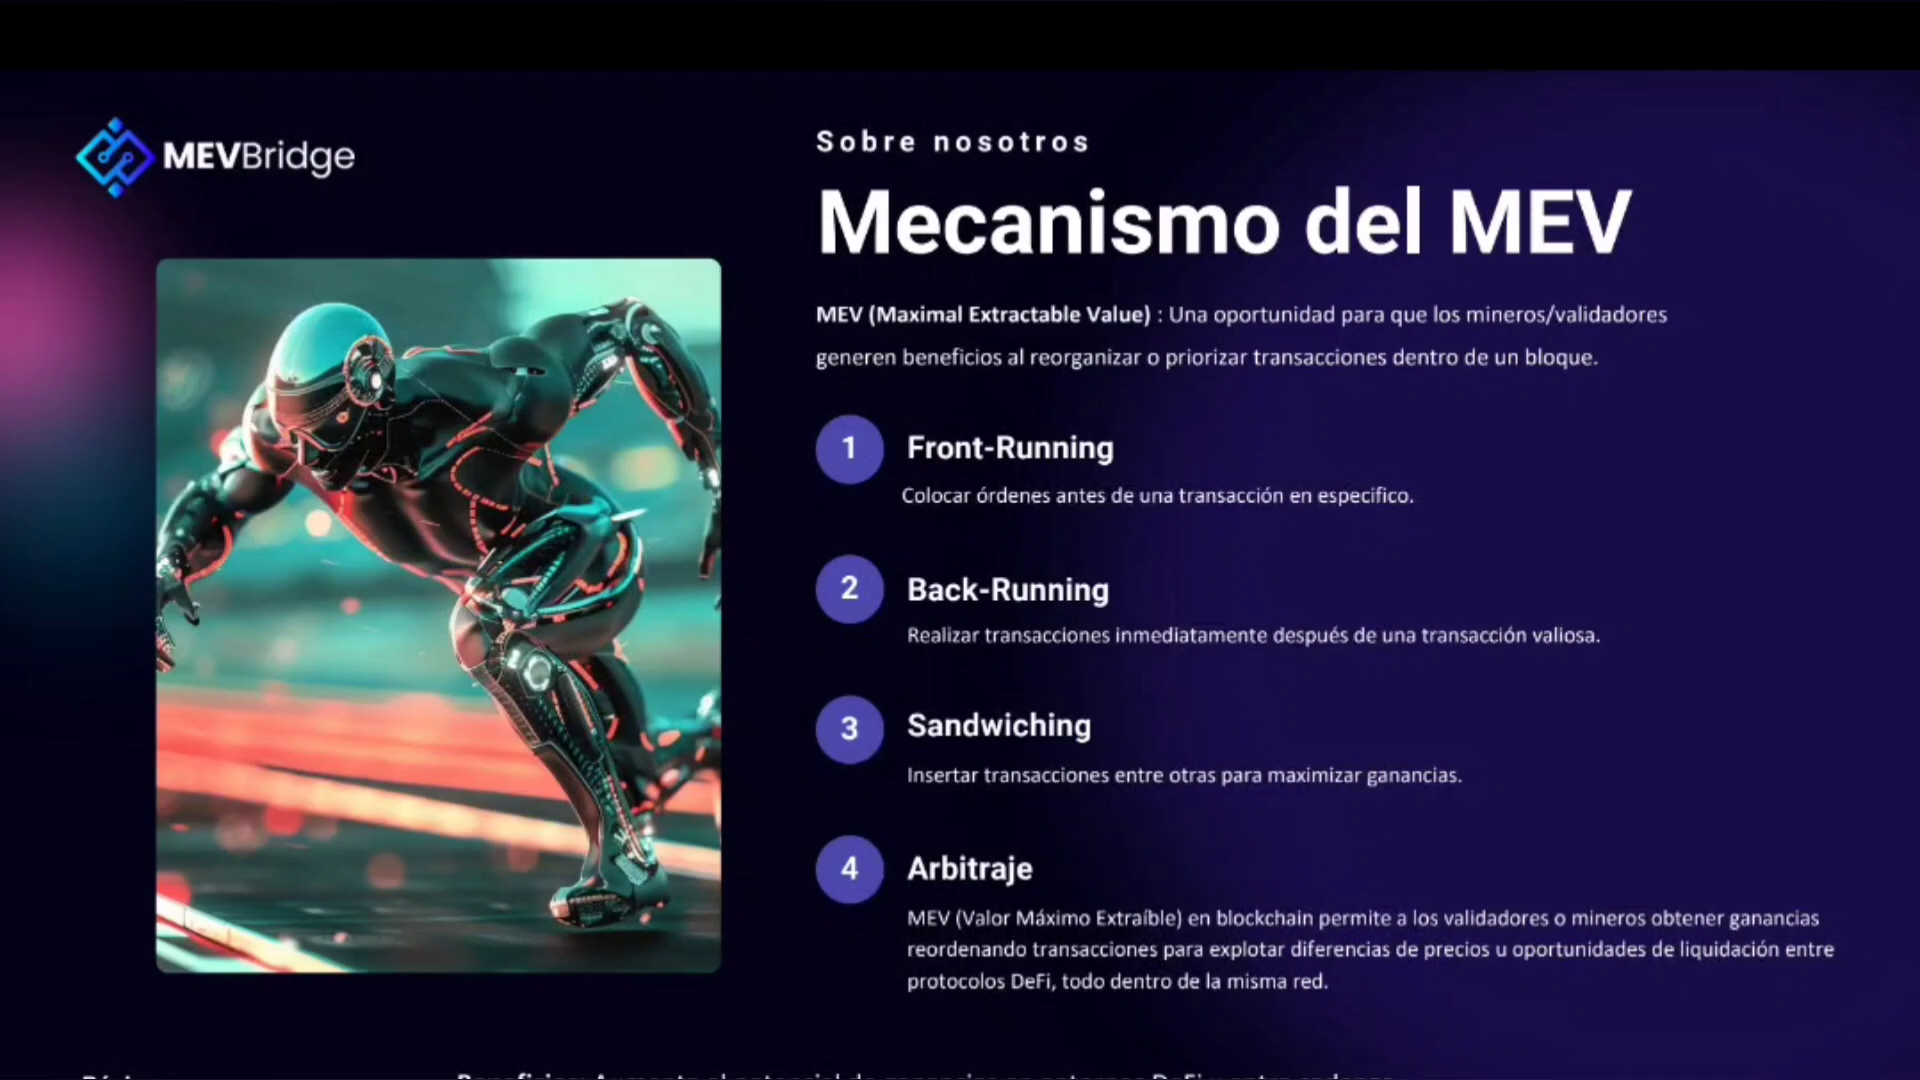 MEVBridge
Sobre nosotros
Mecanismo del MEV
MEV (Maximal Extractable Value) : Una oportunidad para que los mineros/validadores
generen beneficios al reorganizar o priorizar transacciones dentro de un bloque.
1
Front-Running
Colocar órdenes antes de una transacción en especifico.
2
Back-Running
Realizar transacciones inmediatamente después de una transacción valiosa.
3
Sandwiching
Insertar transacciones entre otras para maximizar ganancias.
4
Arbitraje
MEV (Valor Máximo Extraíble) en blockchain permite a los validadores o mineros obtener ganancias
reordenando transacciones para explotar diferencias de precios u oportunidades de liquidación entre
protocolos DeFi, todo dentro de la misma red.